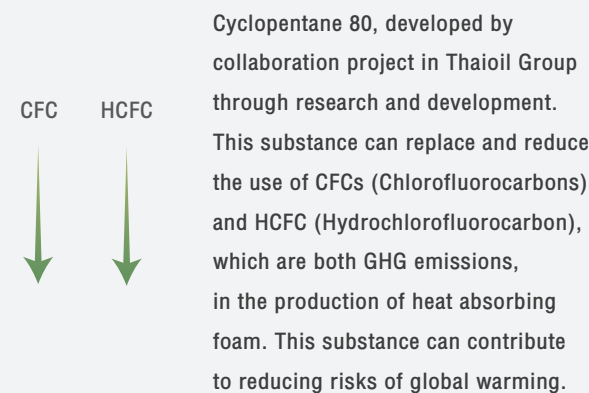 CFC HCFC
Cyclopentane 80, developed by
collaboration project in Thaioil Group
through research and development.
This substance can replace and reduce
the use of CFCs (Chlorofluorocarbons)
and HCFC (Hydrochlorofluorocarbon),
which are both GHG emissions,
in the production of heat absorbing
foam. This substance can contribute
to reducing risks of global warming.